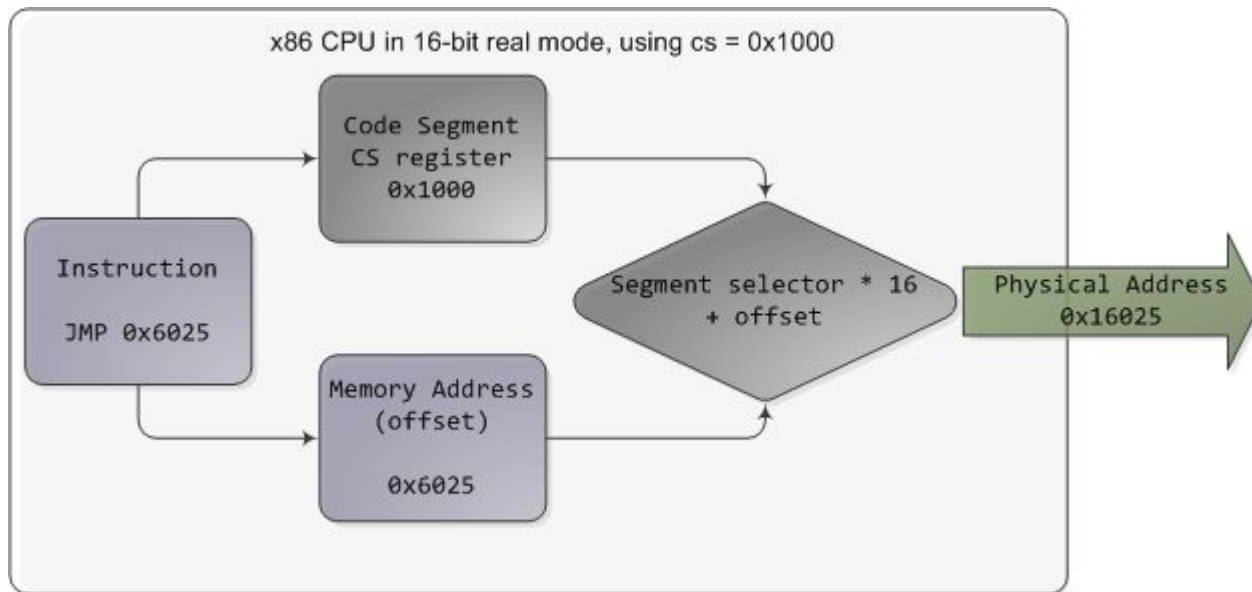 x86 CPU in 16-bit real mode, using cs = 0x1000
Code Segment
CS register
0x1000
Instruction
JMP 0x6025
Memory Address
(offset)
0x6025
Segment selector * 16
+ offset
Physical Address
0x16025